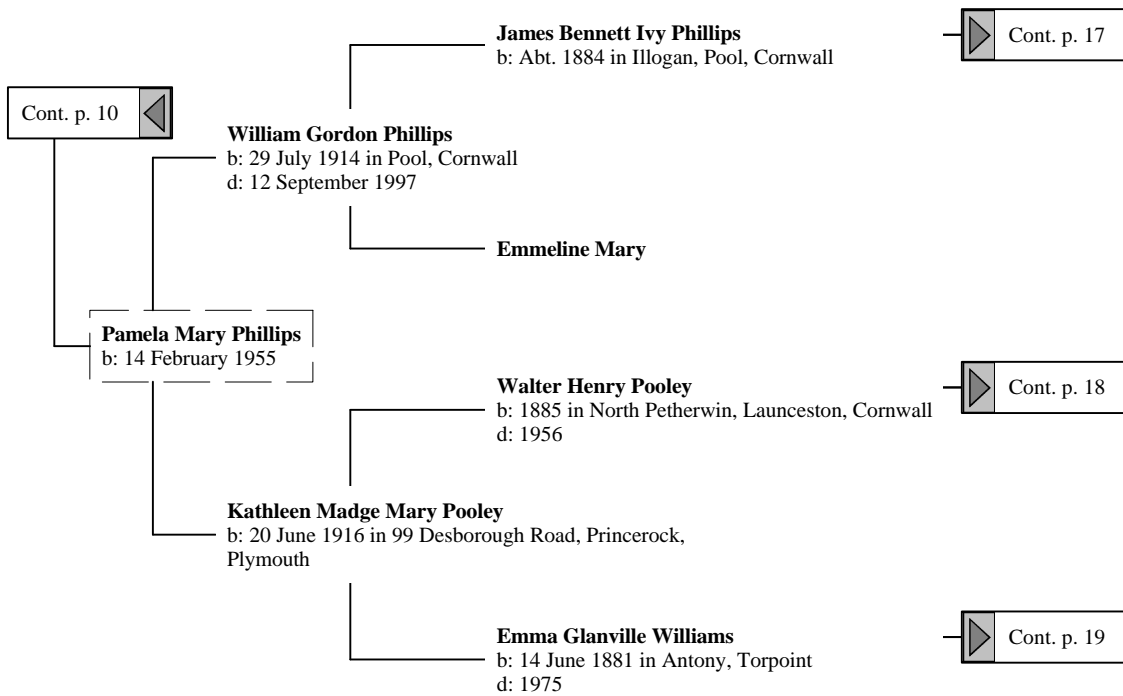 James Bennett Ivy Phillips
b: Abt. 1884 in Illogan, Pool, Cornwall
Cont. p. 17
Cont. p. 10
William Gordon Phillips
b: 29 July 1914 in Pool, Cornwall
d: 12 September 1997
Emmeline Mary
Pamela Mary Phillips
b: 14 February 1955
Walter Henry Pooley
b: 1885 in North Petherwin, Launceston, Cornwall
d: 1956
Cont. p. 18
Kathleen Madge Mary Pooley
b: 20 June 1916 in 99 Desborough Road, Princerock,
Plymouth
Emma Glanville Williams
b: 14 June 1881 in Antony, Torpoint
d: 1975
Cont. p. 19